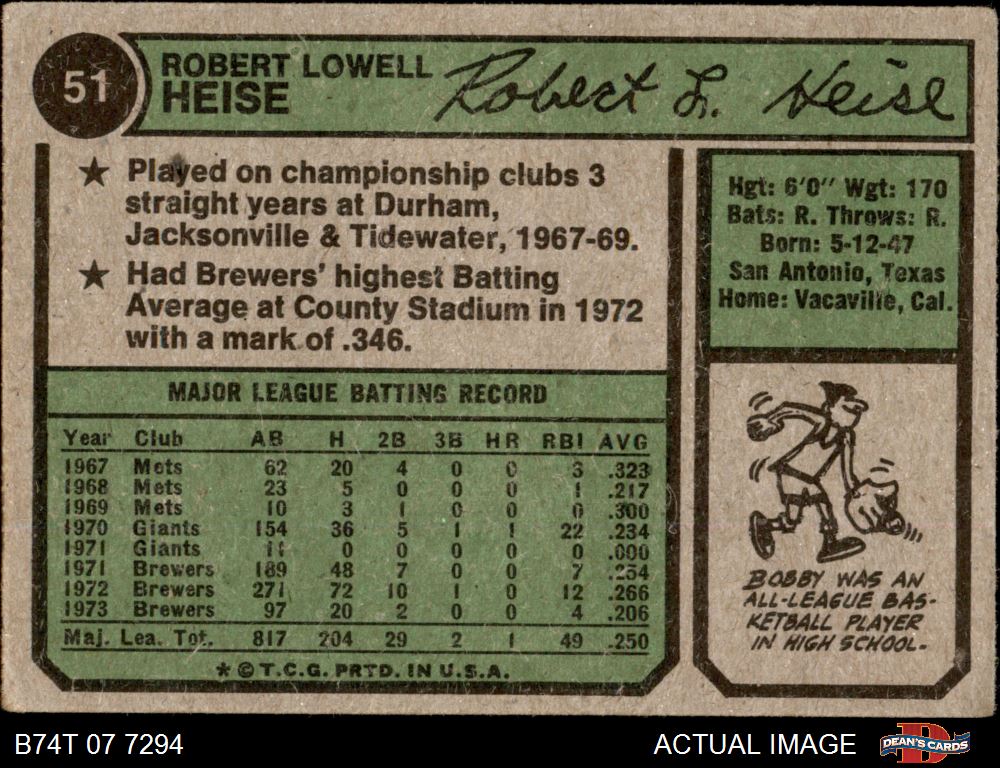 51
ROBERT LOWELL
HEISE
Robert L. Heise
★ Played on championship clubs 3
straight years at Durham,
Jacksonville & Tidewater, 1967-69.
★ Had Brewers' highest Batting
Average at County Stadium in 1972
with a mark of .346.
Hgt: 6'0" Wgt: 170
Bats: R. Throws: R.
Born: 5-12-47
San Antonio, Texas
Home: Vacaville, Cal.
MAJOR LEAGUE BATTING RECORD
Year Club AB H 2B 3B HR RBI AVG
1967 Mets 62 20 4 0 0 3 .323
1968 Mets 23 5 0 0 0 1 .217
1969 Mets 10 3 1 0 0 0 .300
1970 Giants 154 36 5 1 1 22 .234
1971 Giants 11 0 0 0 0 0 .000
1971 Brewers 189 48 7 0 0 7 .254
1972 Brewers 271 72 10 1 0 12 .266
1973 Brewers 97 20 2 0 0 4 .206
Maj. Lea. Tot. 817 204 29 2 1 49 .250
★ © T.C.G. PRTD. IN U.S.A.
BOBBY WAS AN
ALL-LEAGUE BAS-
KETBALL PLAYER
IN HIGH SCHOOL.
B74T 07 7294
ACTUAL IMAGE
DEAN'S CARDS